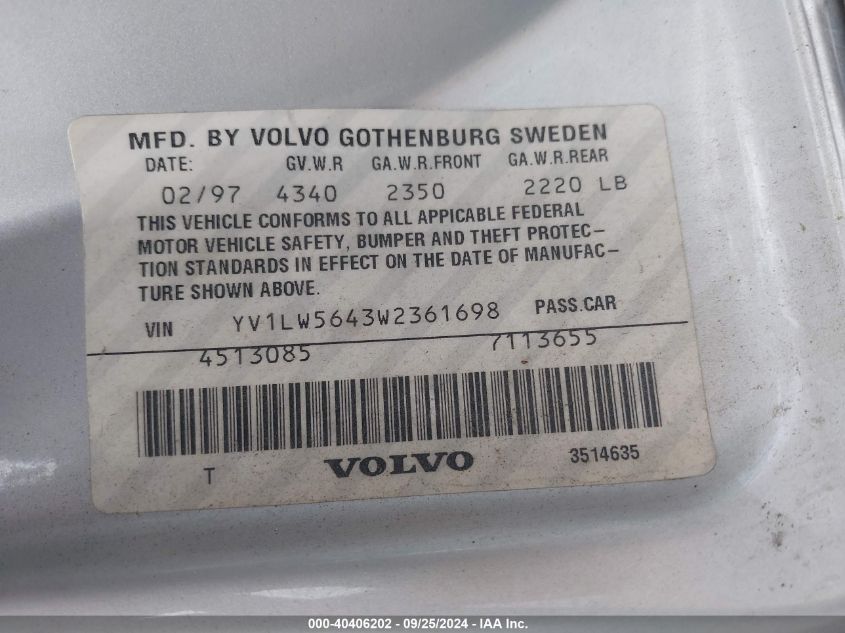 MFD. BY VOLVO GOTHENBURG SWEDEN
DATE: GV.W.R GA.W.R.FRONT GA.W.R.REAR
02/97 4340 2350 2220 LB
THIS VEHICLE CONFORMS TO ALL APPICABLE FEDERAL
MOTOR VEHICLE SAFETY, BUMPER AND THEFT PROTEC–
TION STANDARDS IN EFFECT ON THE DATE OF MANUFAC–
TURE SHOWN ABOVE.
VIN YV1LW5643W2361698 PASS.CAR
4513085 7113655
T VOLVO 3514635
000-40406202 - 09/25/2024 - IAA Inc.